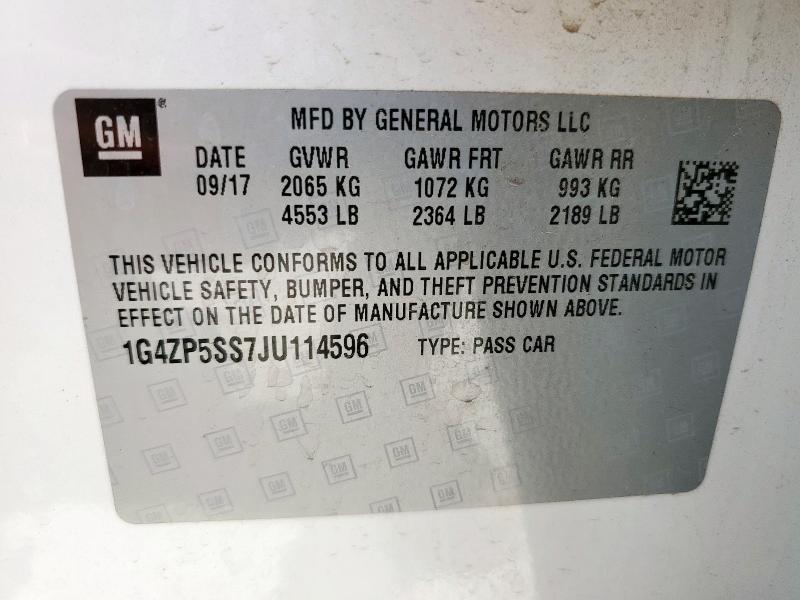 GM® MFD BY GENERAL MOTORS LLC
DATE GVWR GAWR FRT GAWR RR
09/17 2065 KG 1072 KG 993 KG
4553 LB 2364 LB 2189 LB
THIS VEHICLE CONFORMS TO ALL APPLICABLE U.S. FEDERAL MOTOR
VEHICLE SAFETY, BUMPER, AND THEFT PREVENTION STANDARDS IN
EFFECT ON THE DATE OF MANUFACTURE SHOWN ABOVE.
1G4ZP5SS7JU114596 TYPE: PASS CAR